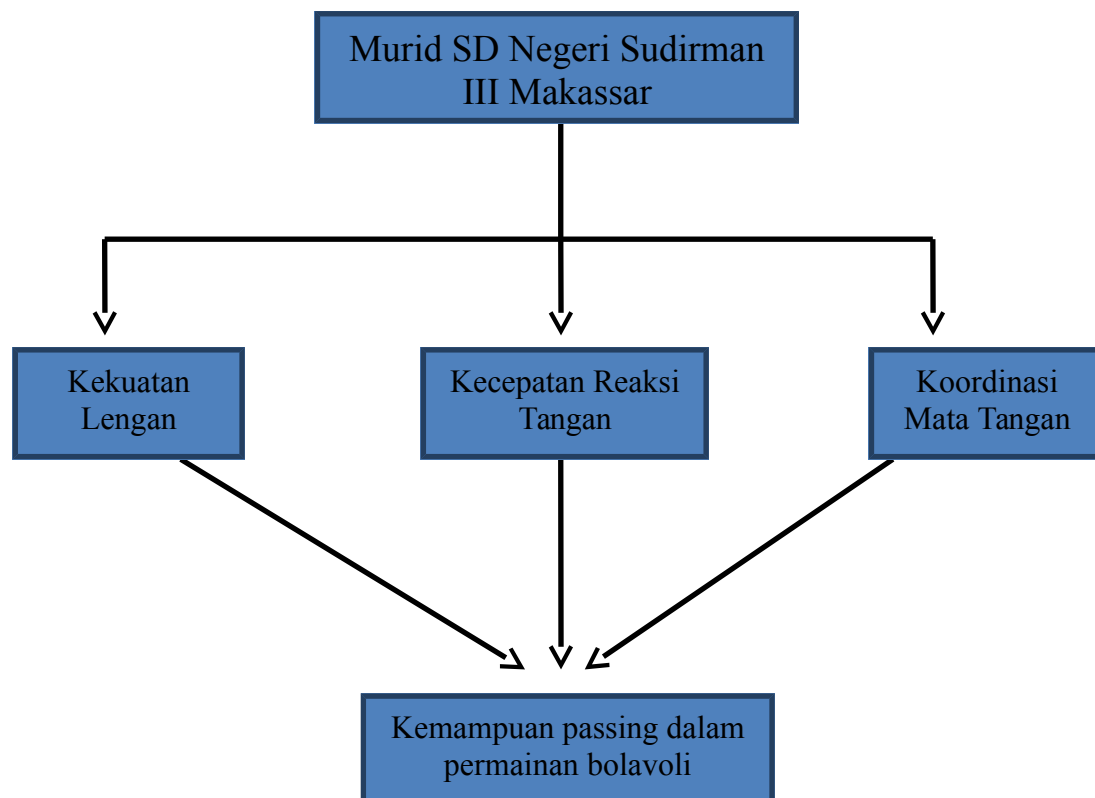 Murid SD Negeri Sudirman
III Makassar
Kekuatan
Lengan
Kecepatan Reaksi
Tangan
Koordinasi
Mata Tangan
Kemampuan passing dalam
permainan bolavoli